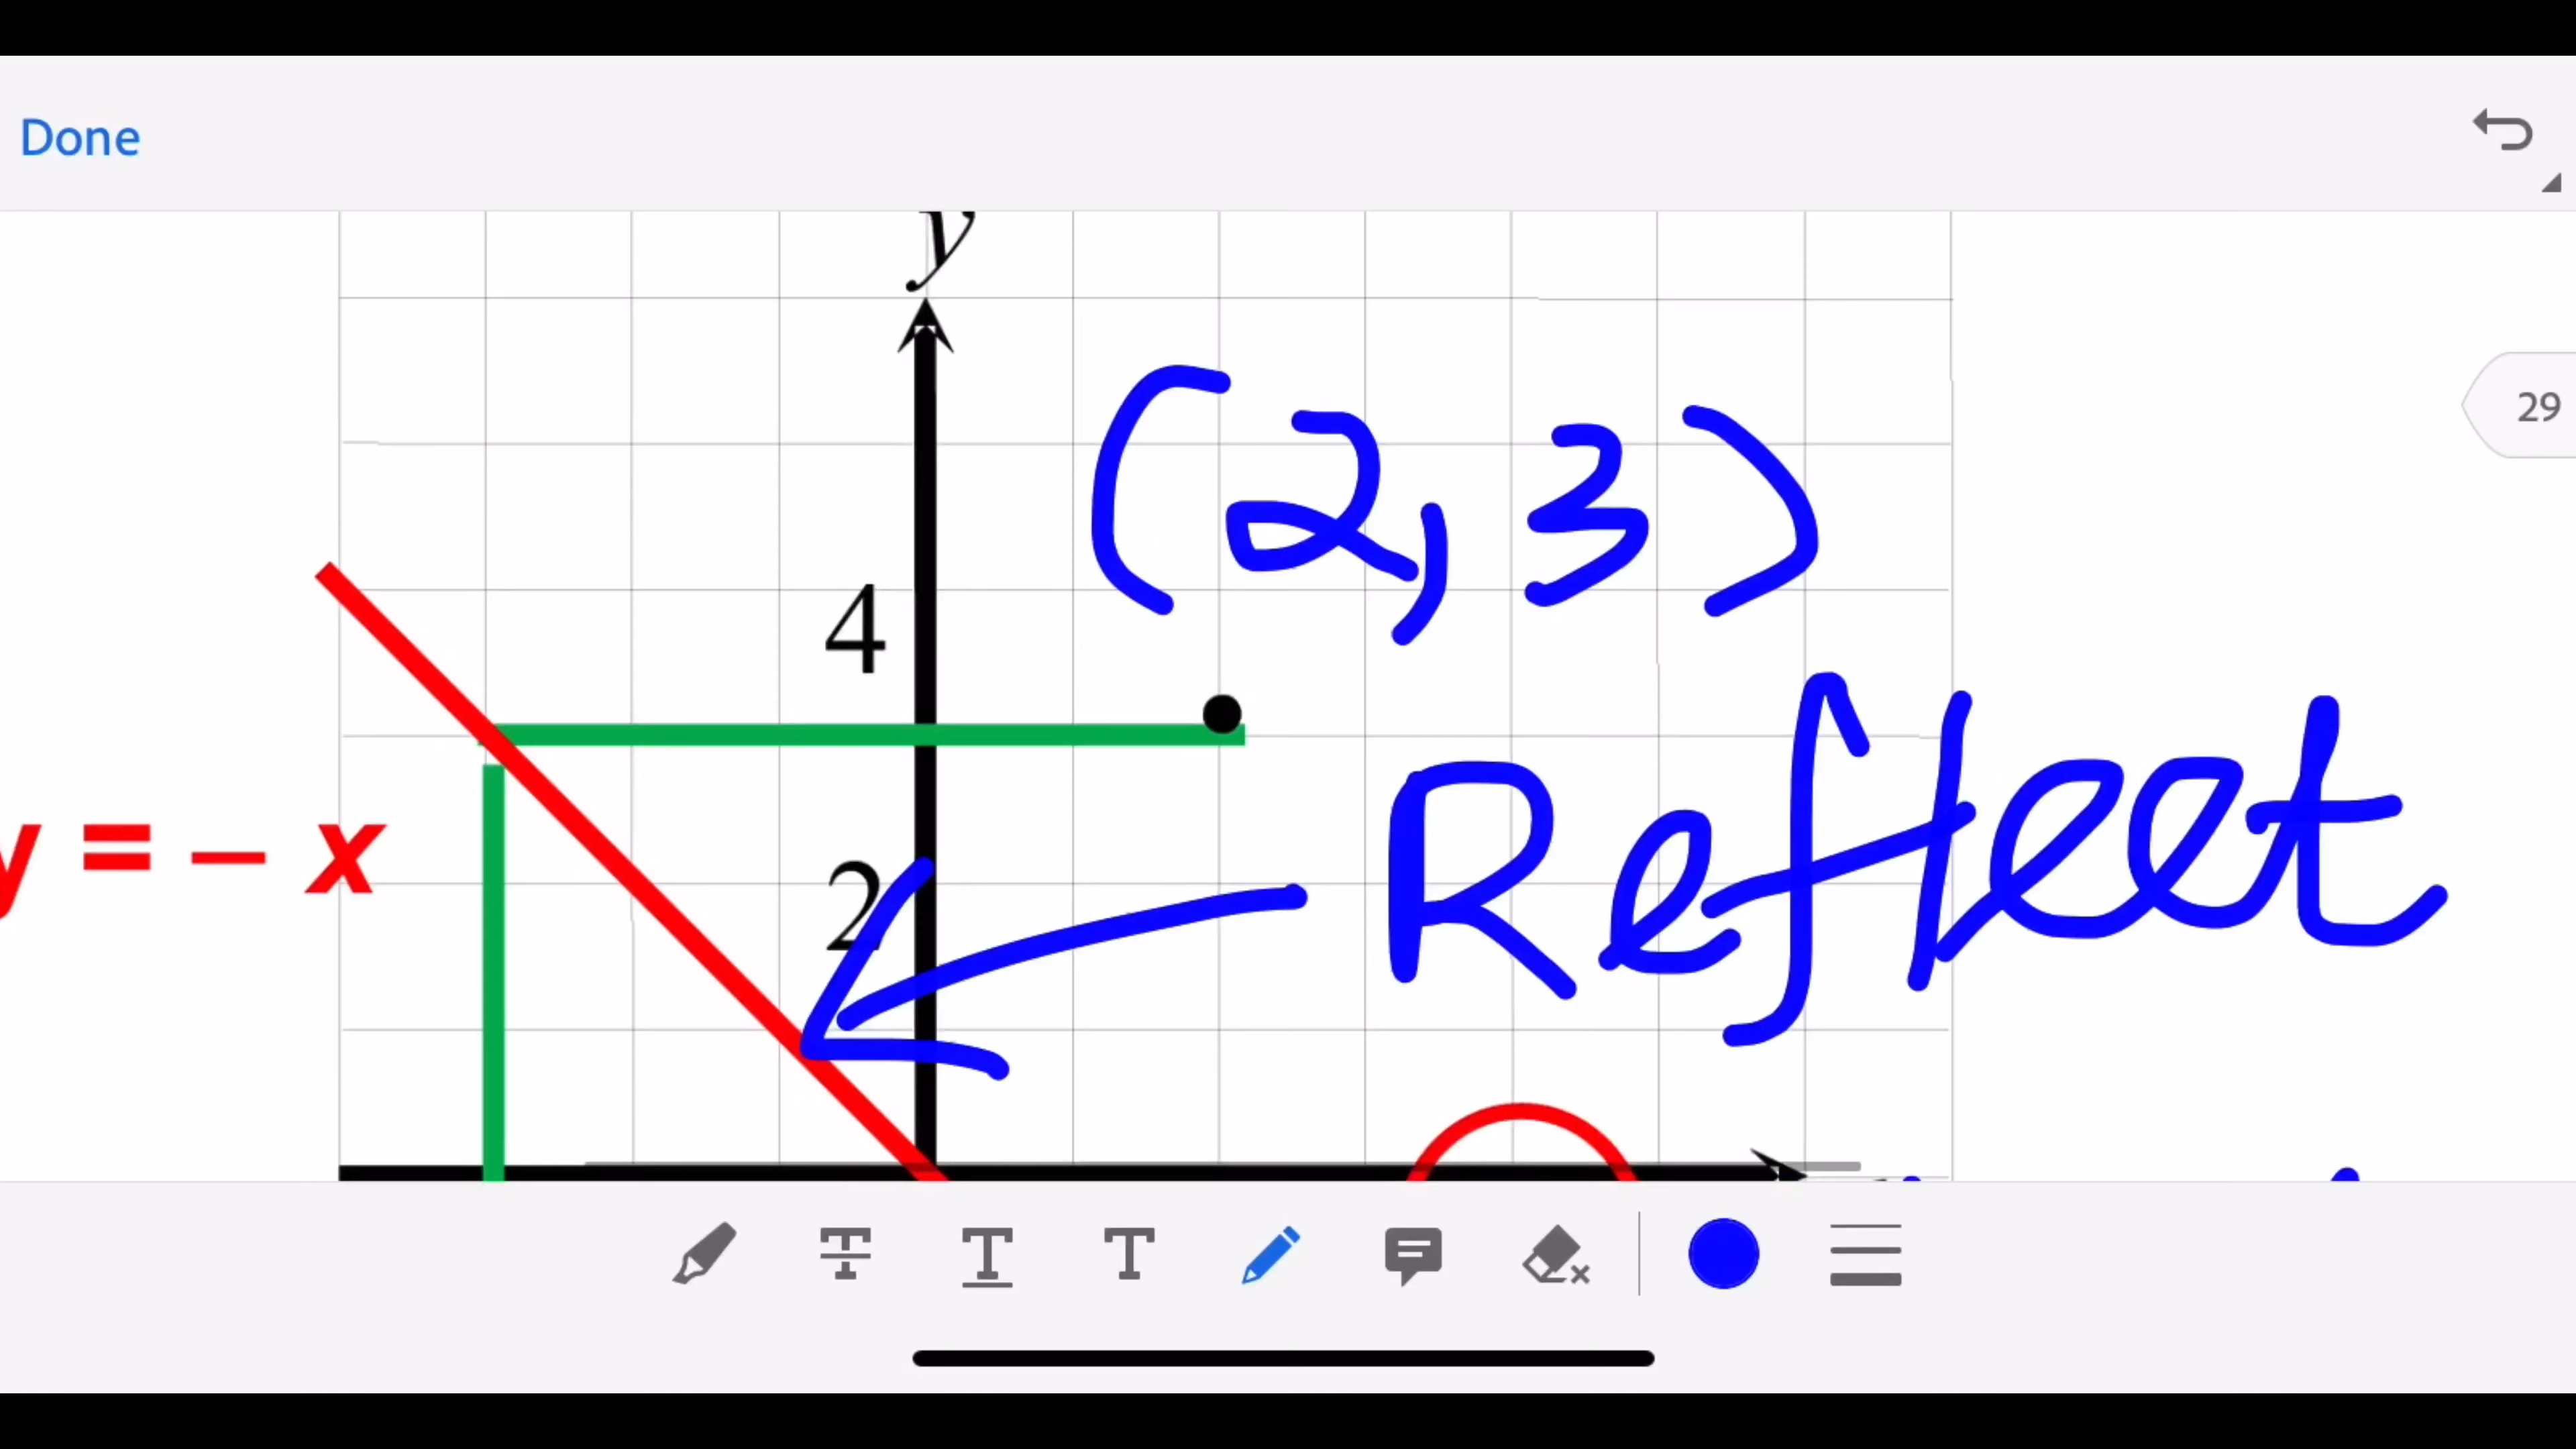 Done
y
29
(2,3)
4
Reflect
y = – x
2